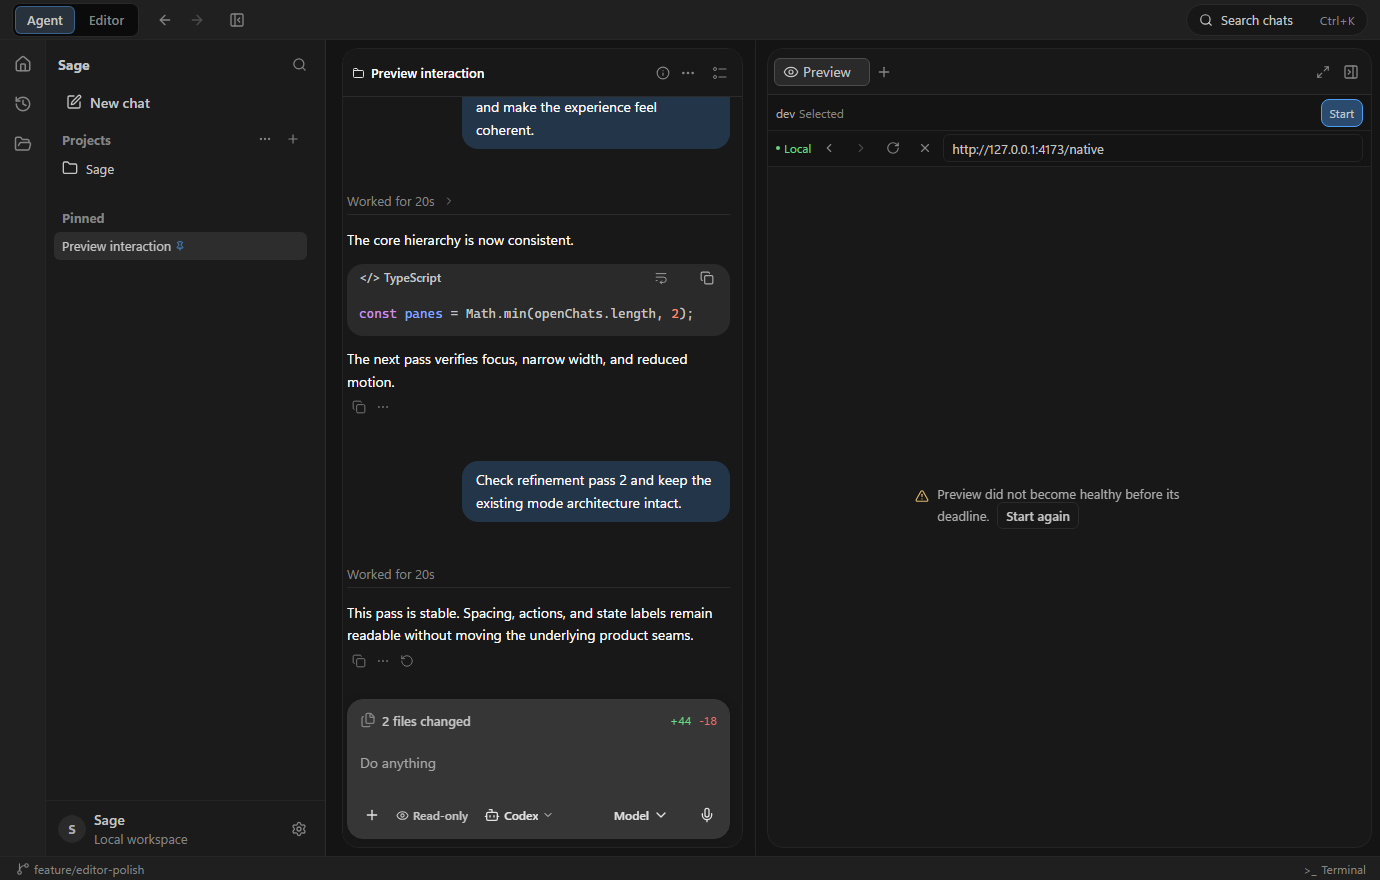 Agent
Editor
Search chats
Ctrl+K
Sage
New chat
Projects
Sage
Pinned
Preview interaction
S
Sage
Local workspace
feature/editor-polish
Preview interaction
and make the experience feel
coherent.
Worked for 20s
The core hierarchy is now consistent.
</> TypeScript
const panes = Math.min(openChats.length, 2);
The next pass verifies focus, narrow width, and reduced
motion.
Check refinement pass 2 and keep the
existing mode architecture intact.
Worked for 20s
This pass is stable. Spacing, actions, and state labels remain
readable without moving the underlying product seams.
2 files changed
+44 -18
Do anything
Read-only
Codex
Model
Preview
dev Selected
Start
Local
http://127.0.0.1:4173/native
Preview did not become healthy before its
deadline. Start again
>_ Terminal